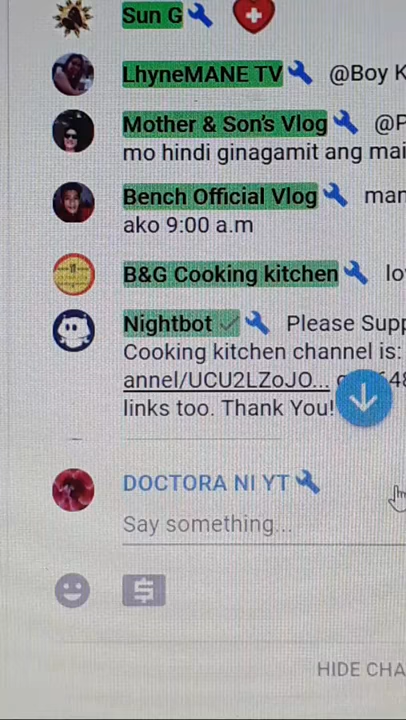 Sun G
LhyneMANE TV @Boy K
Mother & Son's Vlog @P
mo hindi ginagamit ang mai
Bench Official Vlog man
ako 9:00 a.m
B&G Cooking kitchen lo
Nightbot Please Supp
Cooking kitchen channel is:
annel/UCU2LZoJO...
links too. Thank You!
DOCTORA NI YT
Say something...
HIDE CHA